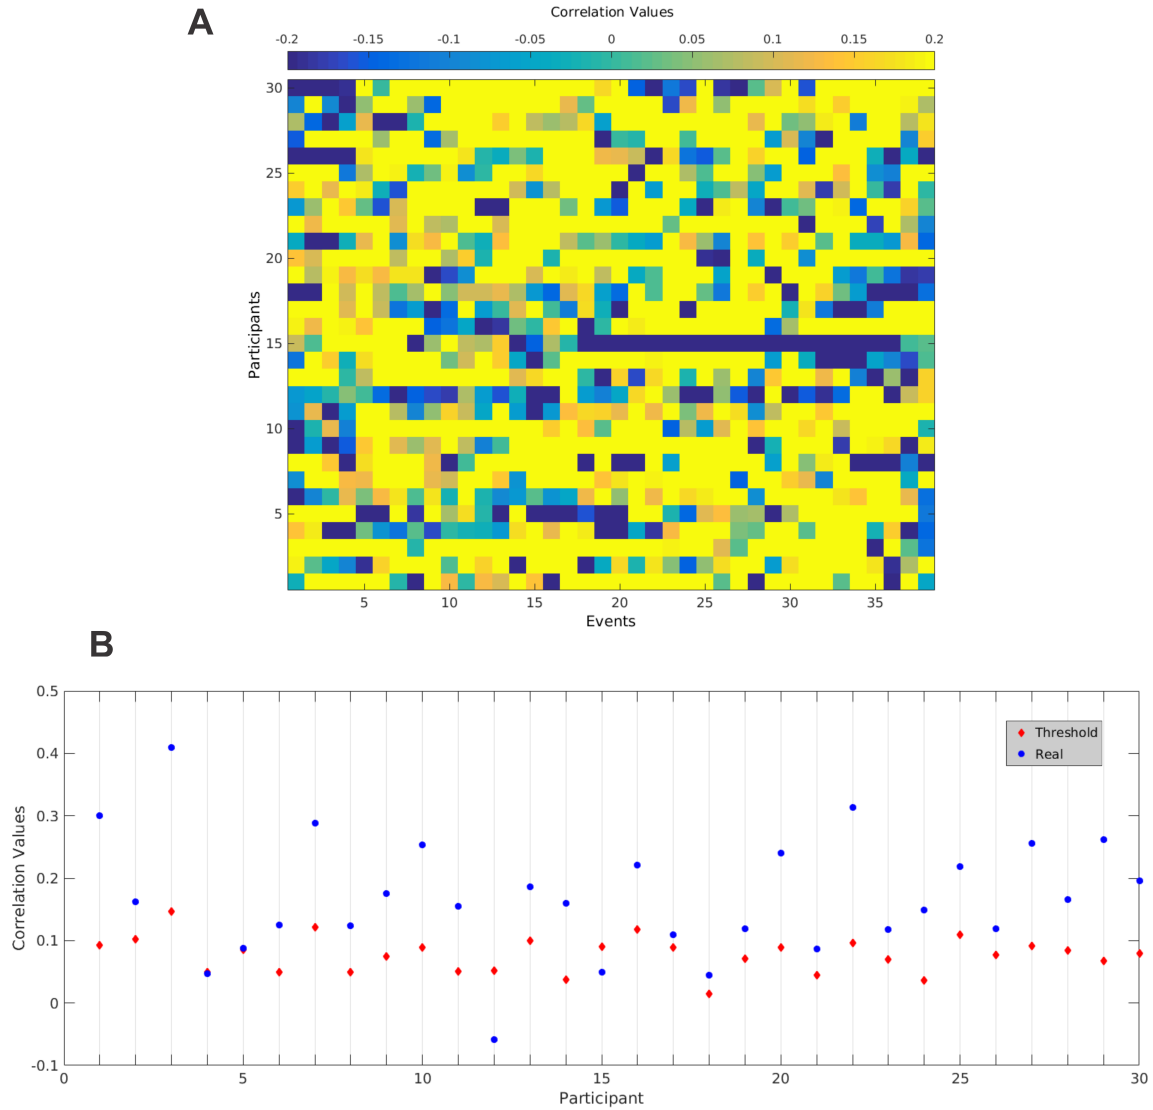 A
Correlation Values
-0.2 -0.15 -0.1 -0.05 0 0.05 0.1 0.15 0.2
30
25
20
15
10
5
Participants
5 10 15 20 25 30 35
Events
B
0.5
0.4
0.3
0.2
0.1
0
-0.1
Correlation Values
Threshold
Real
0 5 10 15 20 25 30
Participant